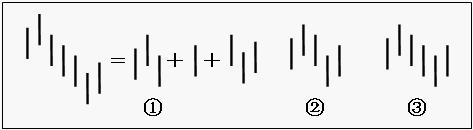 = + +
① ② ③